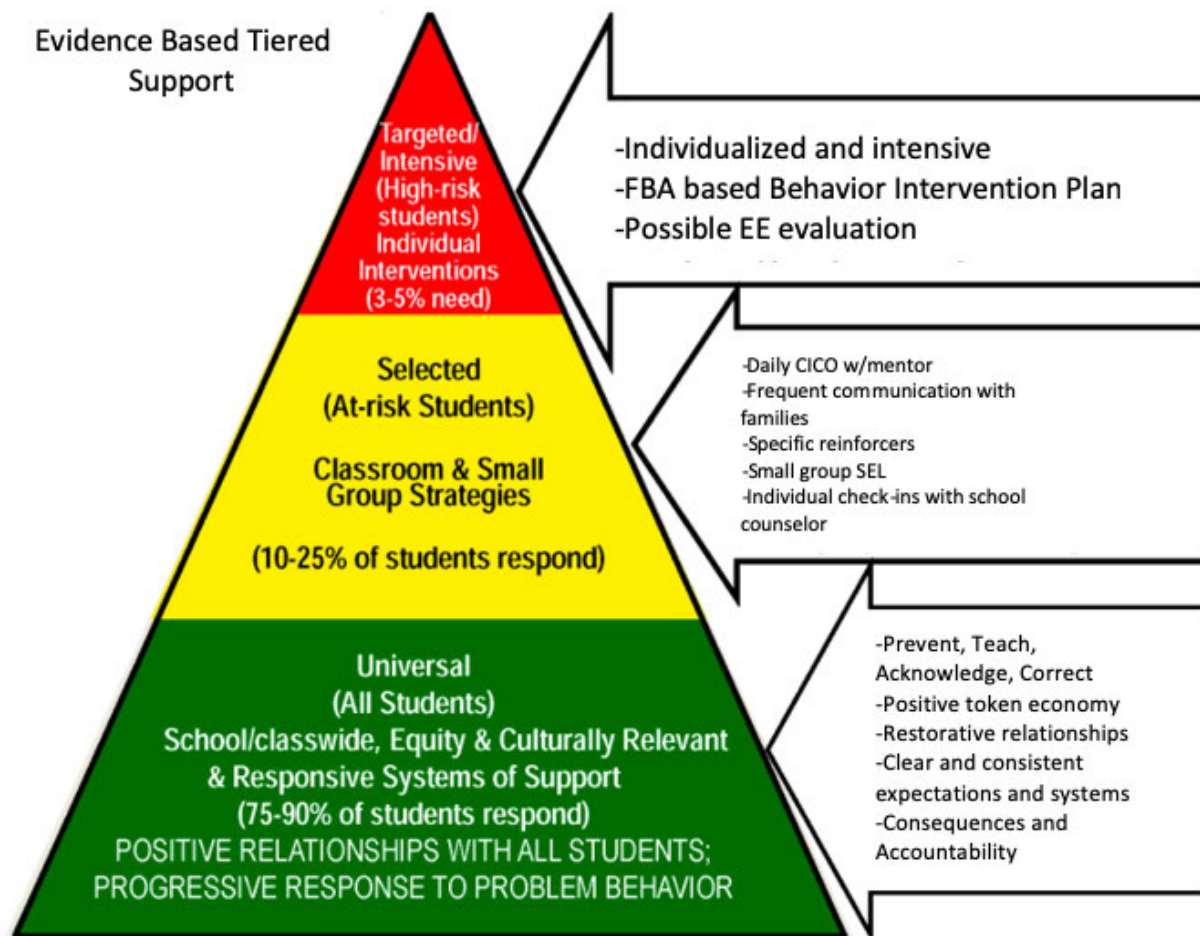 Evidence Based Tiered
Support
Targeted/
Intensive
(High-risk
students)
Individual
Interventions
(3-5% need)
-Individualized and intensive
-FBA based Behavior Intervention Plan
-Possible EE evaluation
Selected
(At-risk Students)
Classroom & Small
Group Strategies
(10-25% of students respond)
-Daily CICO w/mentor
-Frequent communication with
families
-Specific reinforcers
-Small group SEL
-Individual check-ins with school
counselor
Universal
(All Students)
School/classwide, Equity & Culturally Relevant
& Responsive Systems of Support
(75-90% of students respond)
POSITIVE RELATIONSHIPS WITH ALL STUDENTS;
PROGRESSIVE RESPONSE TO PROBLEM BEHAVIOR
-Prevent, Teach,
Acknowledge, Correct
-Positive token economy
-Restorative relationships
-Clear and consistent
expectations and systems
-Consequences and
Accountability